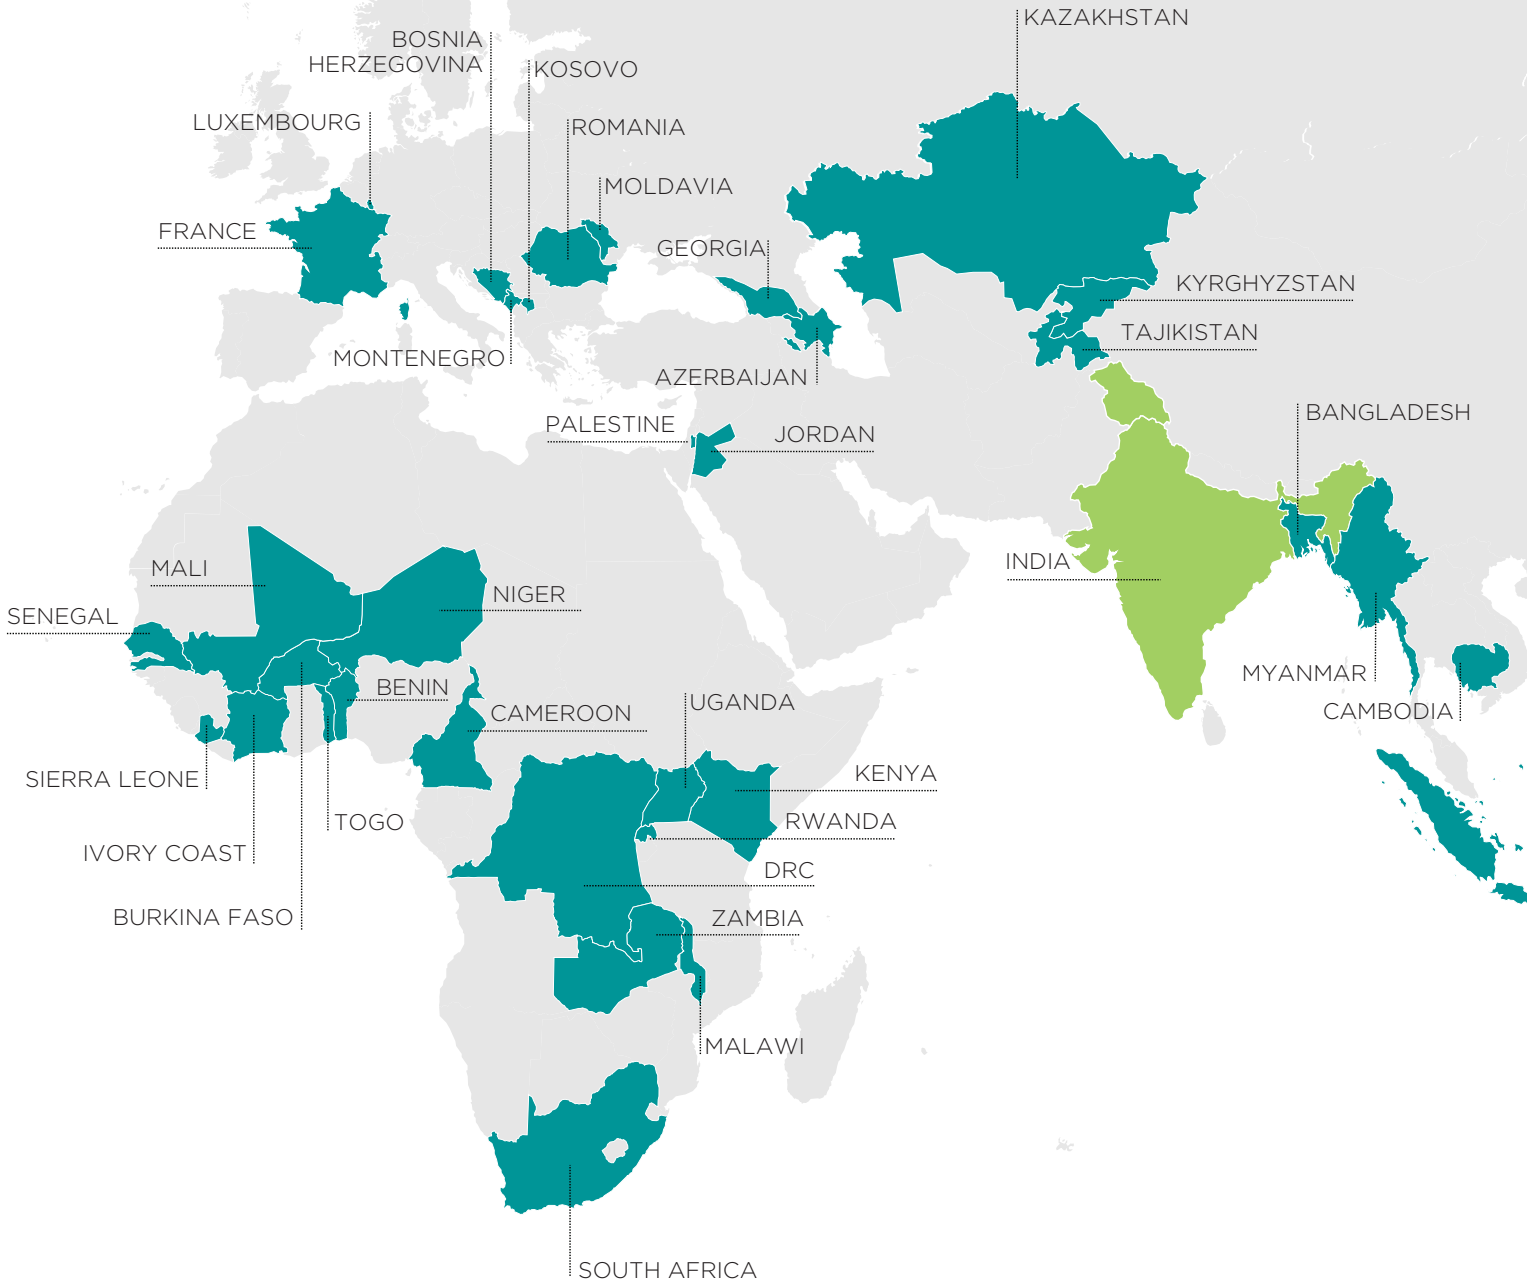 KAZAKHSTAN
BOSNIA
HERZEGOVINA
KOSOVO
LUXEMBOURG
ROMANIA
MOLDAVIA
FRANCE
GEORGIA
KYRGHYZSTAN
TAJIKISTAN
MONTENEGRO
AZERBAIJAN
BANGLADESH
PALESTINE
JORDAN
INDIA
MALI
NIGER
SENEGAL
MYANMAR
BENIN
UGANDA
CAMEROON
CAMBODIA
KENYA
SIERRA LEONE
TOGO
RWANDA
IVORY COAST
DRC
BURKINA FASO
ZAMBIA
MALAWI
SOUTH AFRICA